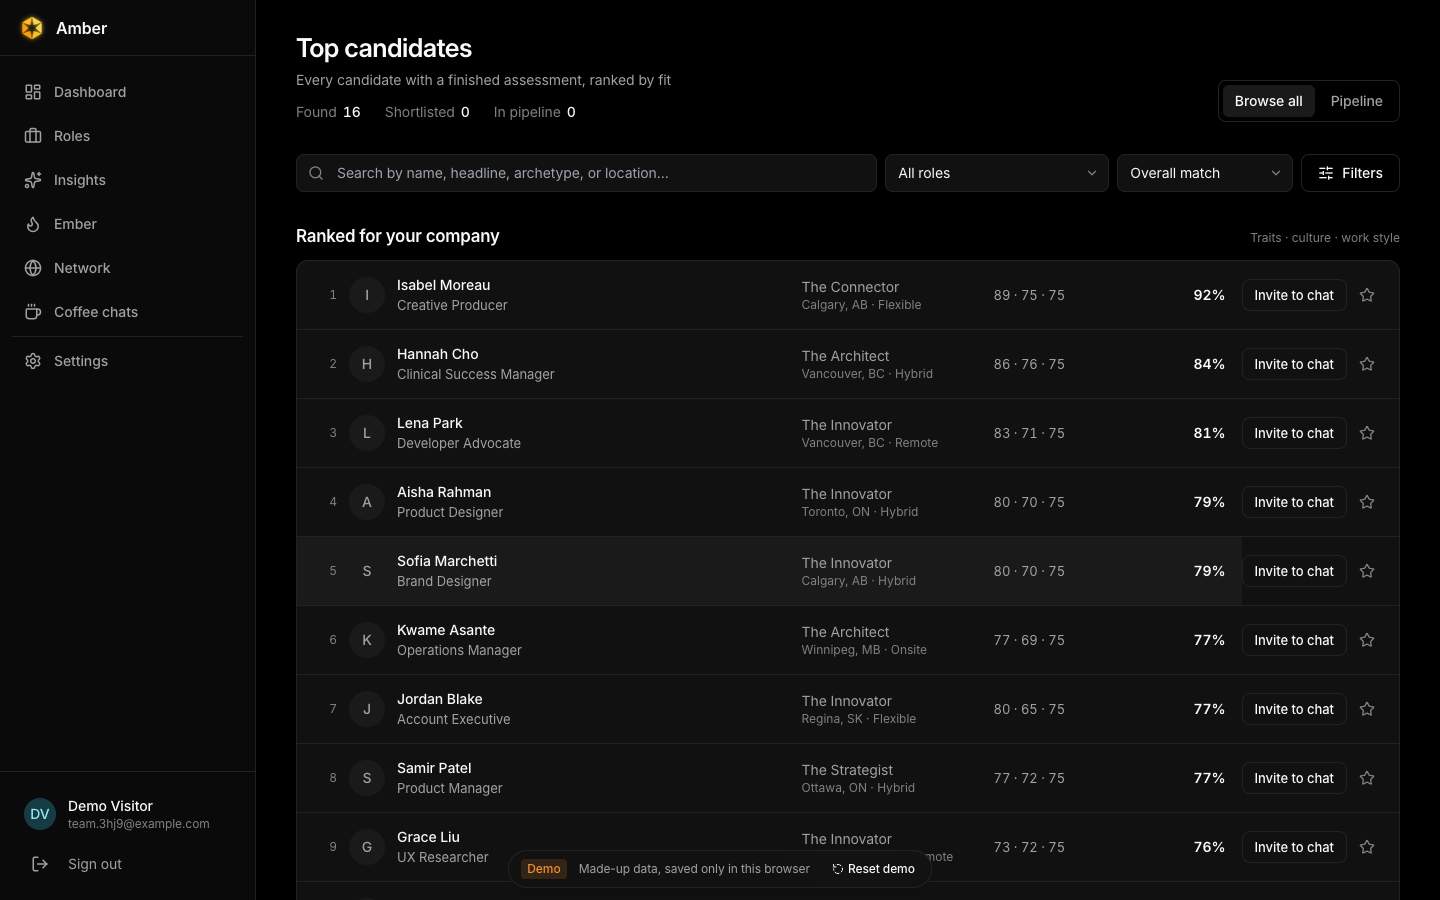 Amber
Dashboard
Roles
Insights
Ember
Network
Coffee chats
Settings
Demo Visitor
team.3hj9@example.com
DV
Sign out
Top candidates
Every candidate with a finished assessment, ranked by fit
Found 16 Shortlisted 0 In pipeline 0
Browse all Pipeline
Search by name, headline, archetype, or location...
All roles
Overall match
Filters
Ranked for your company
Traits · culture · work style
1 I Isabel Moreau The Connector 89 · 75 · 75 92% Invite to chat
Creative Producer Calgary, AB · Flexible
2 H Hannah Cho The Architect 86 · 76 · 75 84% Invite to chat
Clinical Success Manager Vancouver, BC · Hybrid
3 L Lena Park The Innovator 83 · 71 · 75 81% Invite to chat
Developer Advocate Vancouver, BC · Remote
4 A Aisha Rahman The Innovator 80 · 70 · 75 79% Invite to chat
Product Designer Toronto, ON · Hybrid
5 S Sofia Marchetti The Innovator 80 · 70 · 75 79% Invite to chat
Brand Designer Calgary, AB · Hybrid
6 K Kwame Asante The Architect 77 · 69 · 75 77% Invite to chat
Operations Manager Winnipeg, MB · Onsite
7 J Jordan Blake The Innovator 80 · 65 · 75 77% Invite to chat
Account Executive Regina, SK · Flexible
8 S Samir Patel The Strategist 77 · 72 · 75 77% Invite to chat
Product Manager Ottawa, ON · Hybrid
9 G Grace Liu The Innovator 73 · 72 · 75 76% Invite to chat
UX Researcher
Demo Made-up data, saved only in this browser Reset demo